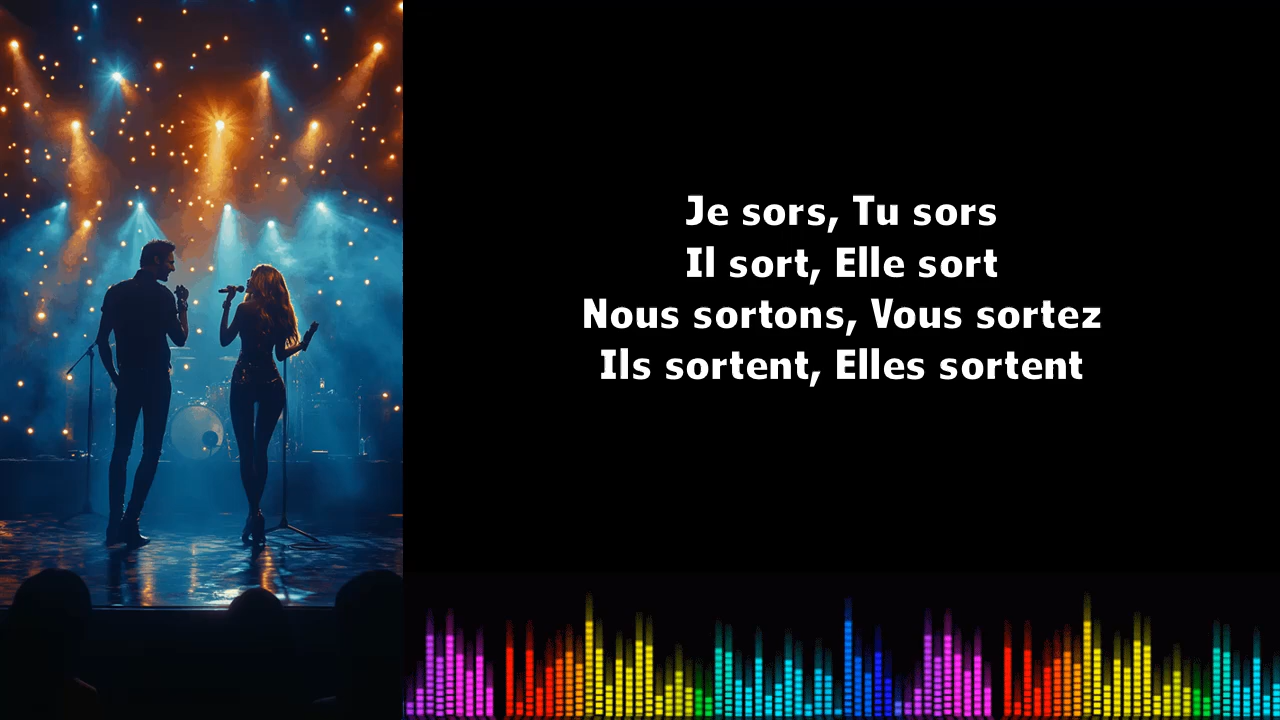 Je sors, Tu sors
Il sort, Elle sort
Nous sortons, Vous sortez
Ils sortent, Elles sortent